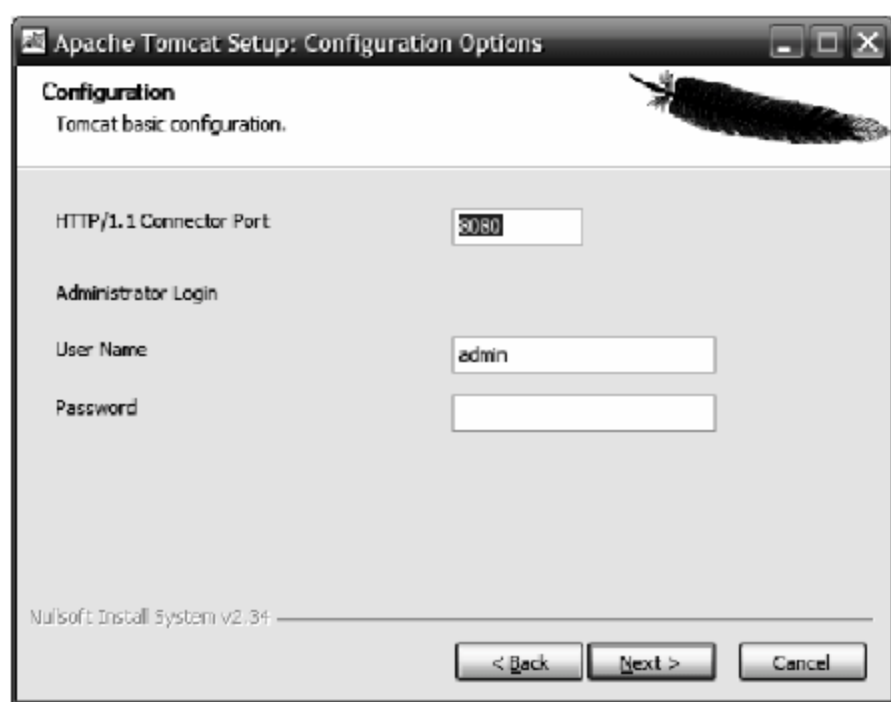 Apache Tomcat Setup: Configuration Options
Configuration
Tomcat basic configuration.
HTTP/1.1 Connector Port
8080
Administrator Login
User Name
admin
Password
Nullsoft Install System v2.34
< Back
Next >
Cancel